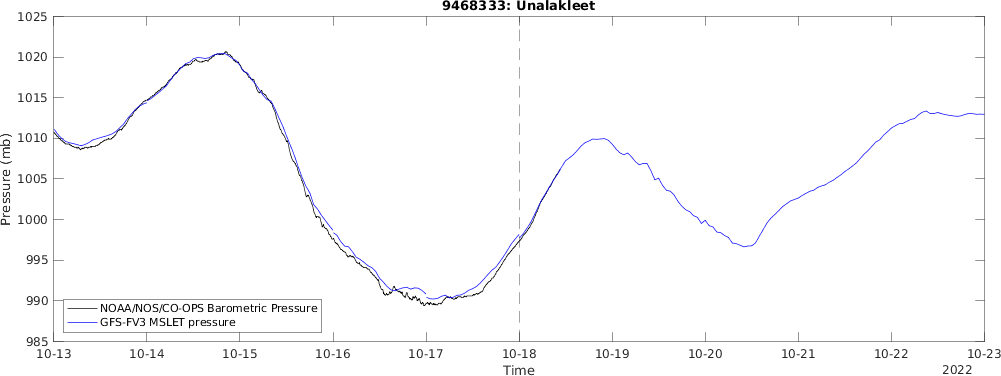 9468333: Unalakleet
Pressure (mb)
1025
1020
1015
1010
1005
1000
995
990
985
NOAA/NOS/CO-OPS Barometric Pressure
GFS-FV3 MSLET pressure
10-13 10-14 10-15 10-16 10-17 10-18 10-19 10-20 10-21 10-22 10-23
Time
2022